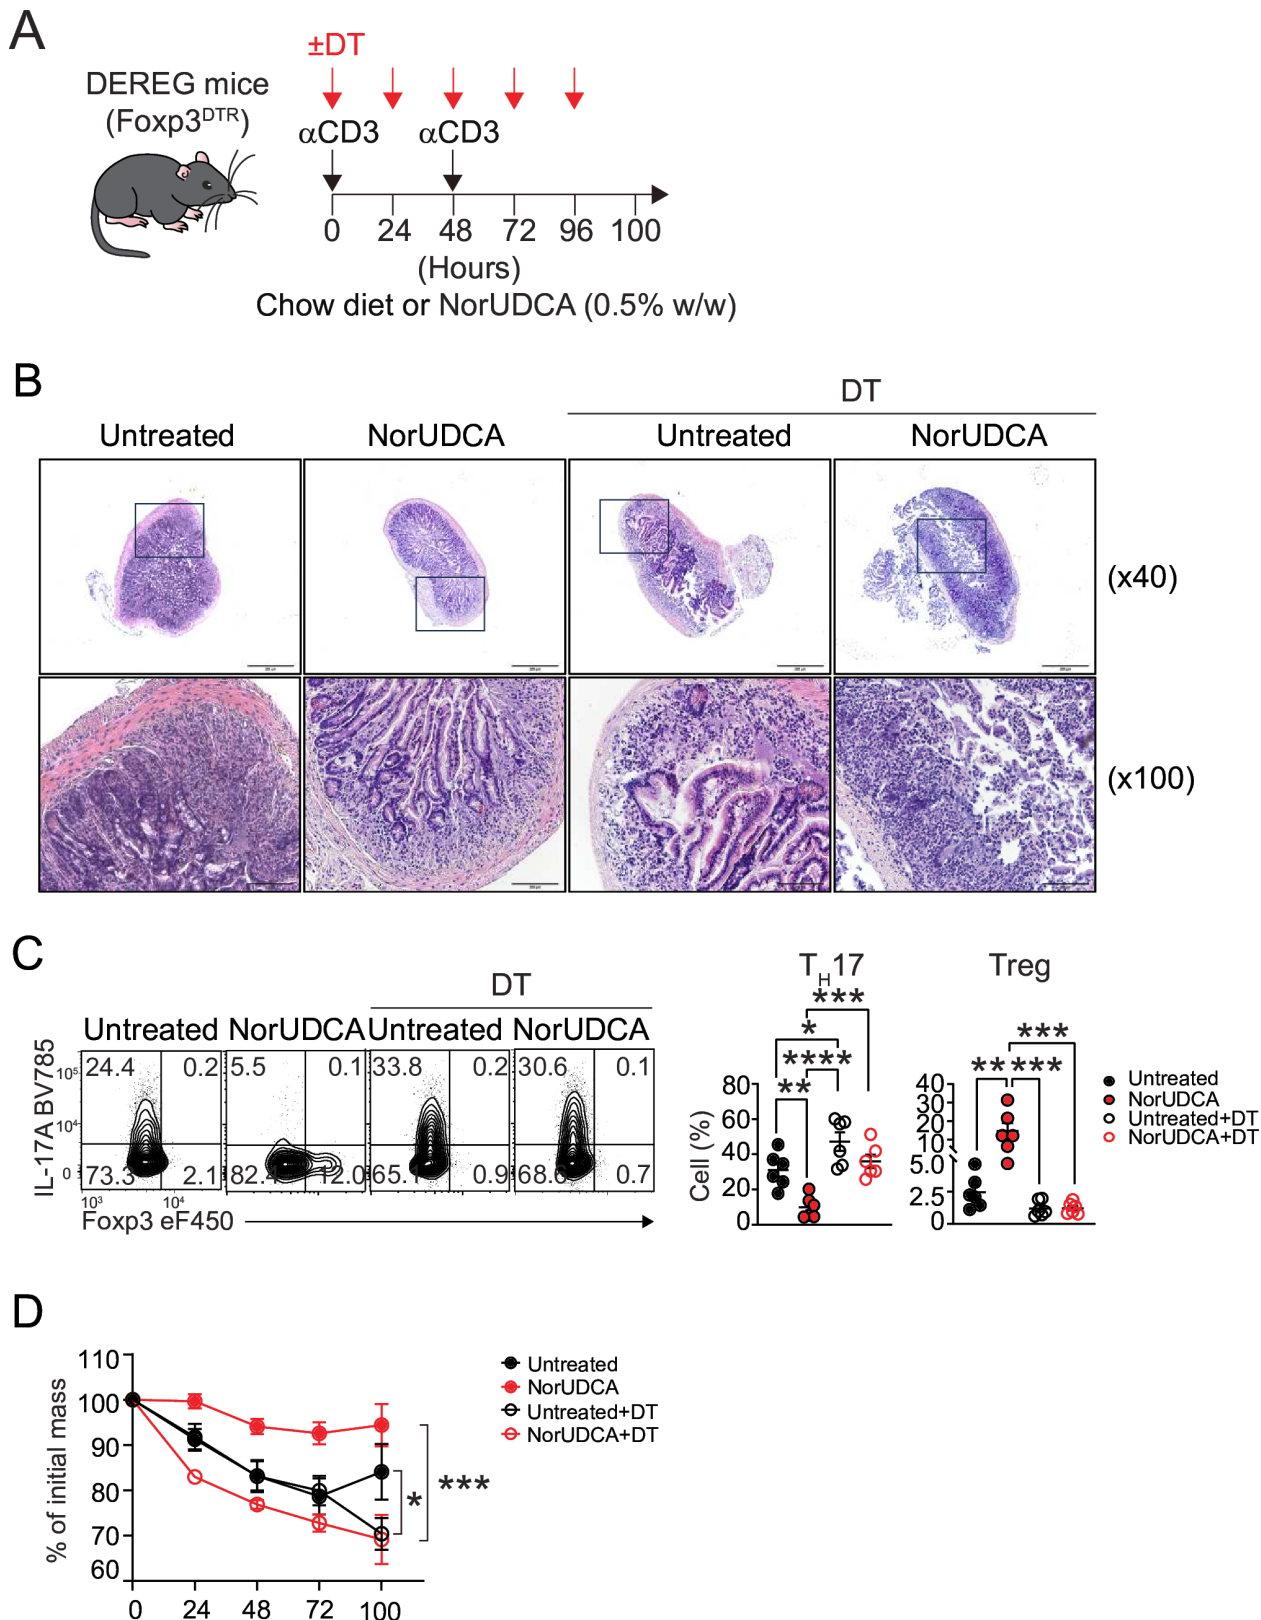 A
±DT
DEREG mice
(Foxp3DTR)
αCD3 αCD3
0 24 48 72 96 100
(Hours)
Chow diet or NorUDCA (0.5% w/w)
B
DT
Untreated NorUDCA Untreated NorUDCA
(x40)
(x100)
C
DT
Untreated NorUDCA Untreated NorUDCA
IL-17A BV785
10⁵
10⁴
0
24.4 0.2 5.5 0.1 33.8 0.2 30.6 0.1
73.3 2.1 82. 12.0 65. 0.9 68. 0.7
10³ 10⁴
Foxp3 eF450
TH17 Treg
***
*
****
**
*** 
** ***
Cell (%)
80
60
40
20
0
40
30
20
10
5.0
2.5
0
Untreated
NorUDCA
Untreated+DT
NorUDCA+DT
D
% of initial mass
110
100
90
80
70
60
0 24 48 72 100
Untreated
NorUDCA
Untreated+DT
NorUDCA+DT
* ***